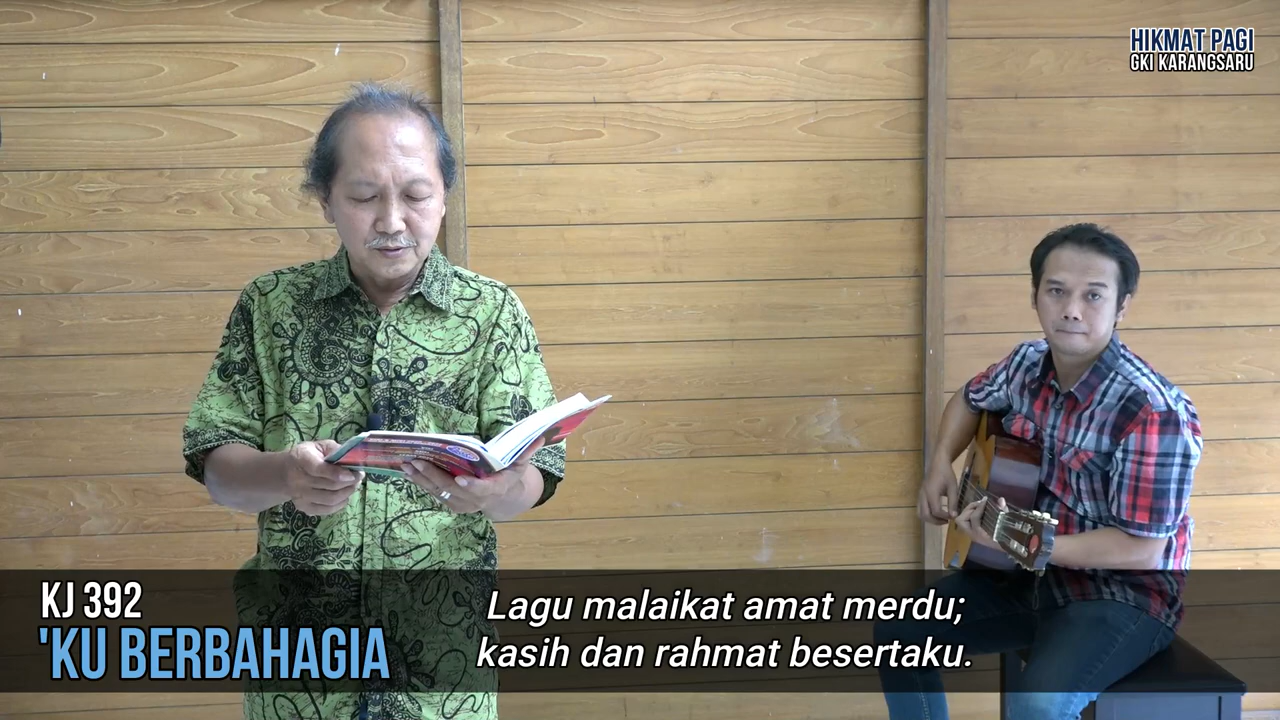 HIKMAT PAGI
GKI KARANGSARU
KJ 392
'KU BERBAHAGIA
Lagu malaikat amat merdu;
kasih dan rahmat besertaku.